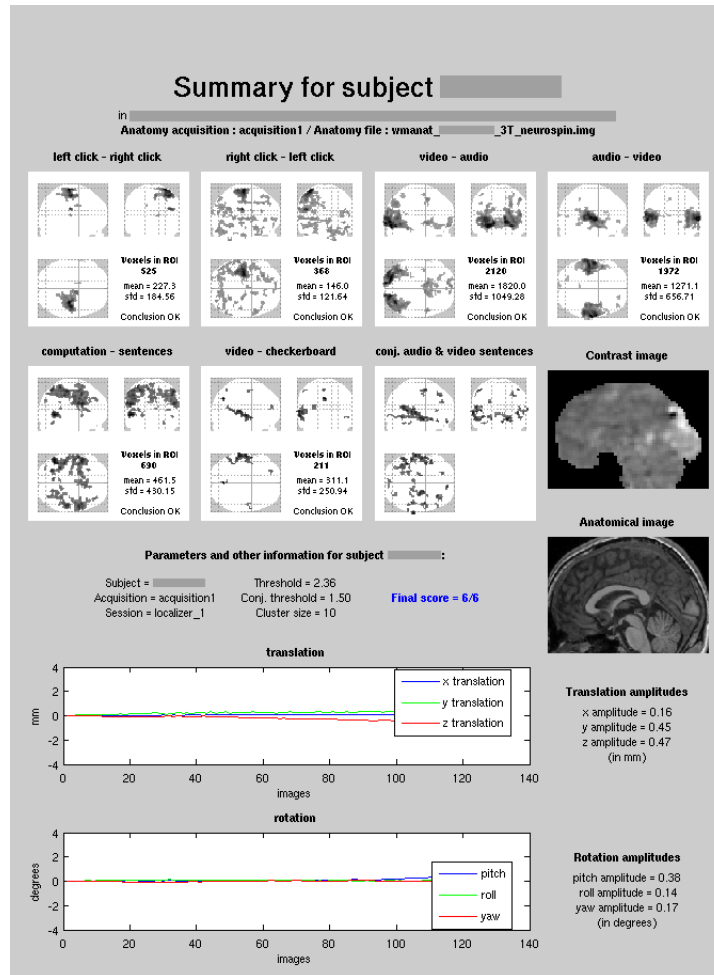 Summary for subject
in
Anatomy acquisition : acquisition1 / Anatomy file : wmanat_ _3T_neurospin.img
left click - right click
right click - left click
video - audio
audio - video
Voxels in ROI
525
mean = 227.3
std = 184.56
Conclusion OK
Voxels in ROI
368
mean = 146.0
std = 121.64
Conclusion OK
Voxels in ROI
2120
mean = 1820.0
std = 1049.28
Conclusion OK
Voxels in ROI
1972
mean = 1271.1
std = 656.71
Conclusion OK
computation - sentences
video - checkerboard
conj. audio & video sentences
Contrast image
Voxels in ROI
690
mean = 461.5
std = 430.15
Conclusion OK
Voxels in ROI
211
mean = 311.1
std = 250.94
Conclusion OK
Anatomical image
Parameters and other information for subject :
Subject =
Threshold = 2.36
Acquisition = acquisition1
Conj. threshold = 1.50
Final score = 6/6
Session = localizer_1
Cluster size = 10
translation
4
2
0
-2
-4
mm
x translation
y translation
z translation
0 20 40 60 80 100 120 140
images
Translation amplitudes
x amplitude = 0.16
y amplitude = 0.45
z amplitude = 0.47
(in mm)
rotation
4
2
0
-2
-4
degrees
pitch
roll
yaw
0 20 40 60 80 100 120 140
images
Rotation amplitudes
pitch amplitude = 0.38
roll amplitude = 0.14
yaw amplitude = 0.17
(in degrees)